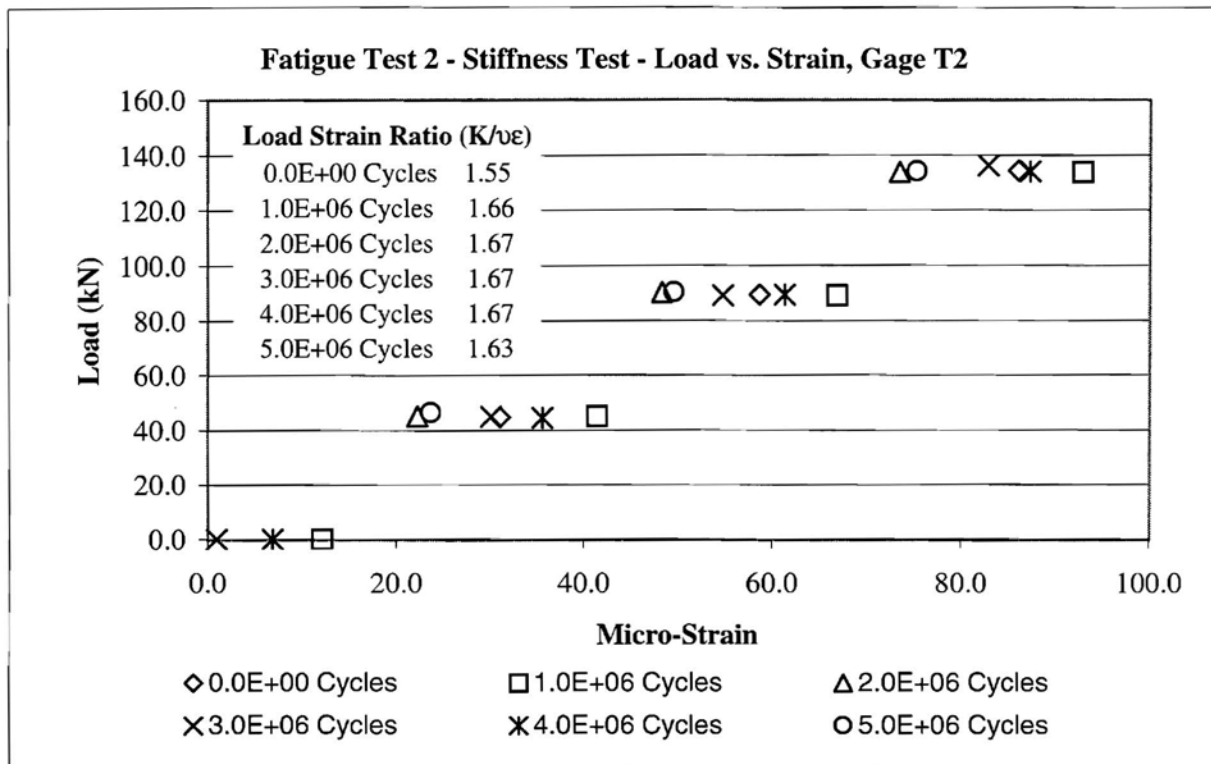 Fatigue Test 2 - Stiffness Test - Load vs. Strain, Gage T2
160.0
140.0
120.0
100.0
80.0
60.0
40.0
20.0
0.0
Load (kN)
Load Strain Ratio (K/υε)
0.0E+00 Cycles 1.55
1.0E+06 Cycles 1.66
2.0E+06 Cycles 1.67
3.0E+06 Cycles 1.67
4.0E+06 Cycles 1.67
5.0E+06 Cycles 1.63
0.0 20.0 40.0 60.0 80.0 100.0
Micro-Strain
0.0E+00 Cycles 1.0E+06 Cycles 2.0E+06 Cycles
3.0E+06 Cycles 4.0E+06 Cycles 5.0E+06 Cycles